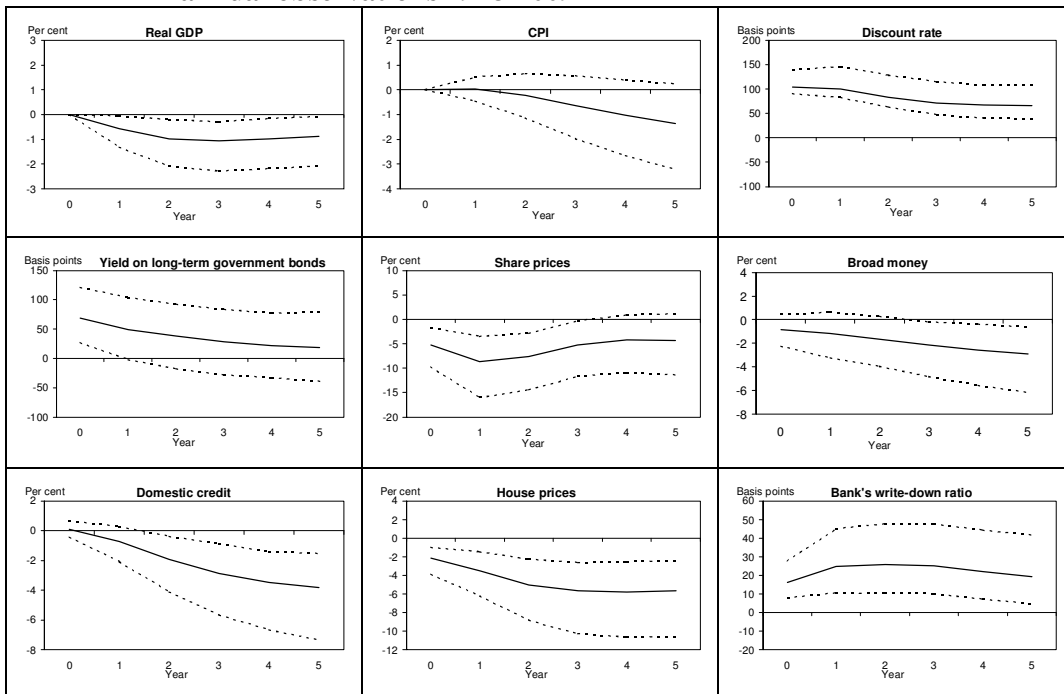 Per cent
Real GDP
3
2
1
0
-1
-2
-3
0 1 2 3 4 5
Year
Per cent
CPI
3
2
1
0
-1
-2
-3
-4
0 1 2 3 4 5
Year
Basis points
Discount rate
200
150
100
50
0
-50
-100
0 1 2 3 4 5
Year
Basis points
Yield on long-term government bonds
150
100
50
0
-50
-100
0 1 2 3 4 5
Year
Per cent
Share prices
10
5
0
-5
-10
-15
-20
0 1 2 3 4 5
Year
Per cent
Broad money
4
2
0
-2
-4
-6
-8
0 1 2 3 4 5
Year
Per cent
Domestic credit
2
0
-2
-4
-6
-8
0 1 2 3 4 5
Year
Per cent
House prices
4
2
0
-2
-4
-6
-8
-10
-12
0 1 2 3 4 5
Year
Basis points
Bank's write-down ratio
60
50
40
30
20
10
0
-10
-20
0 1 2 3 4 5
Year